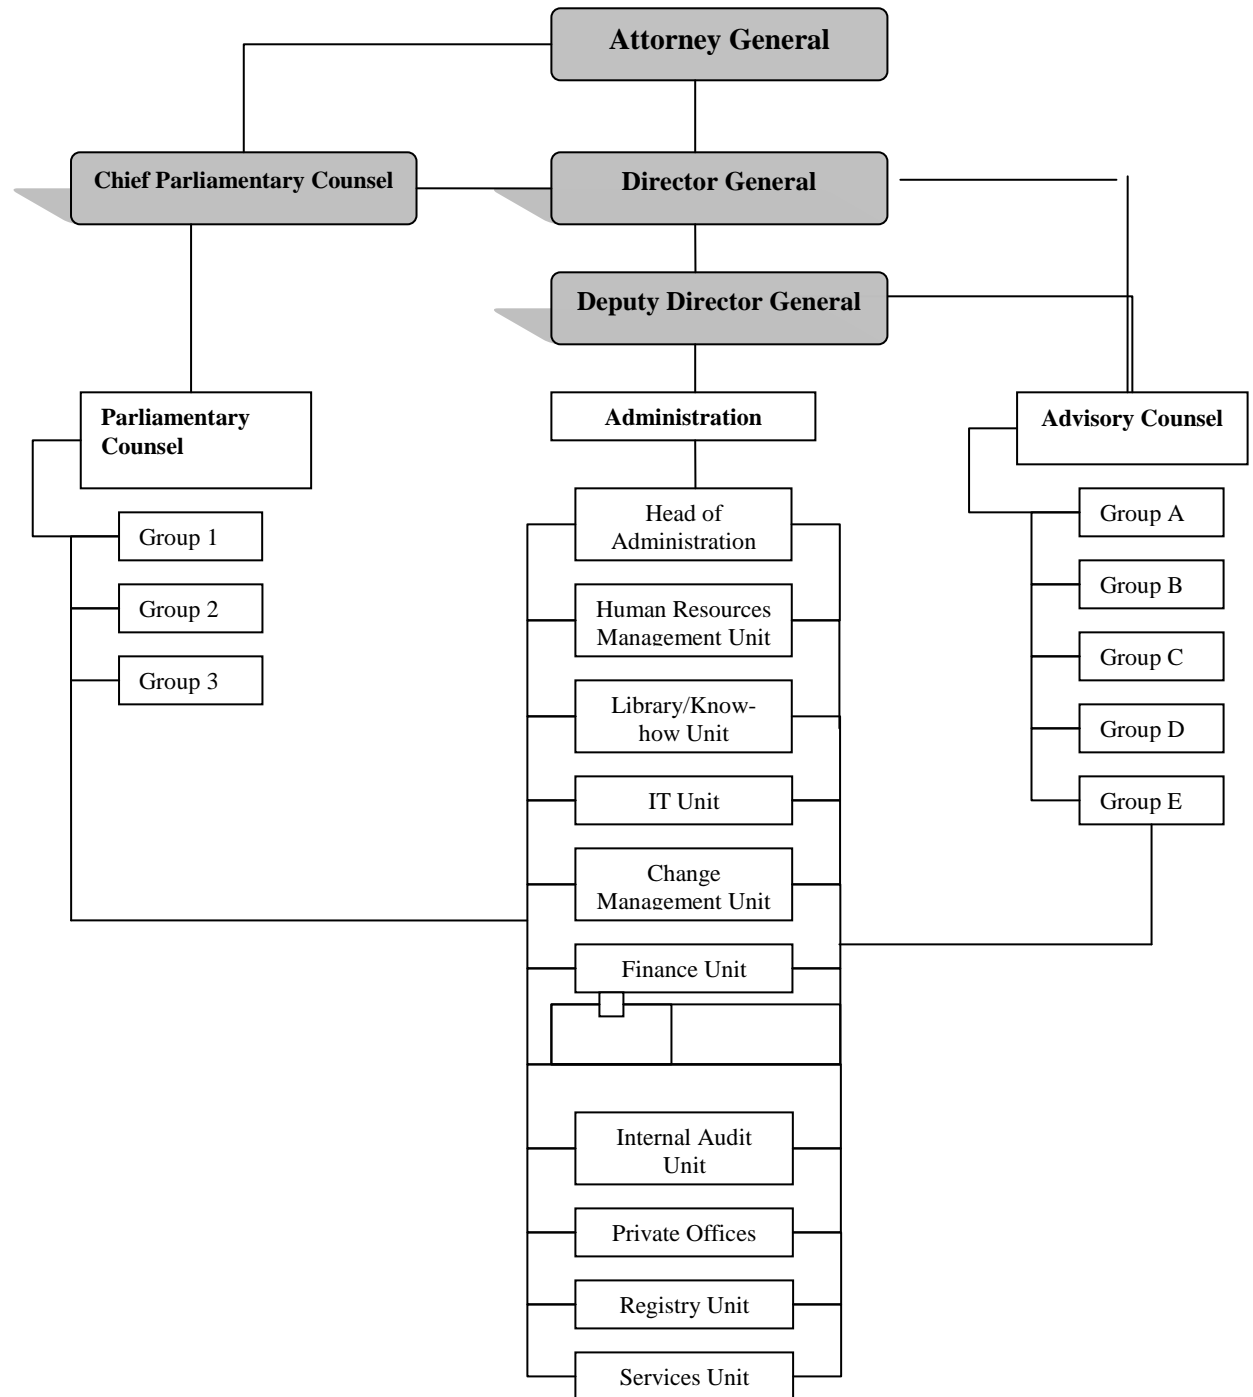 Attorney General
Chief Parliamentary Counsel
Director General
Deputy Director General
Parliamentary
Counsel
Administration
Advisory Counsel
Group 1
Group 2
Group 3
Head of
Administration
Human Resources
Management Unit
Library/Know-
how Unit
IT Unit
Change
Management Unit
Finance Unit
Internal Audit
Unit
Private Offices
Registry Unit
Services Unit
Group A
Group B
Group C
Group D
Group E